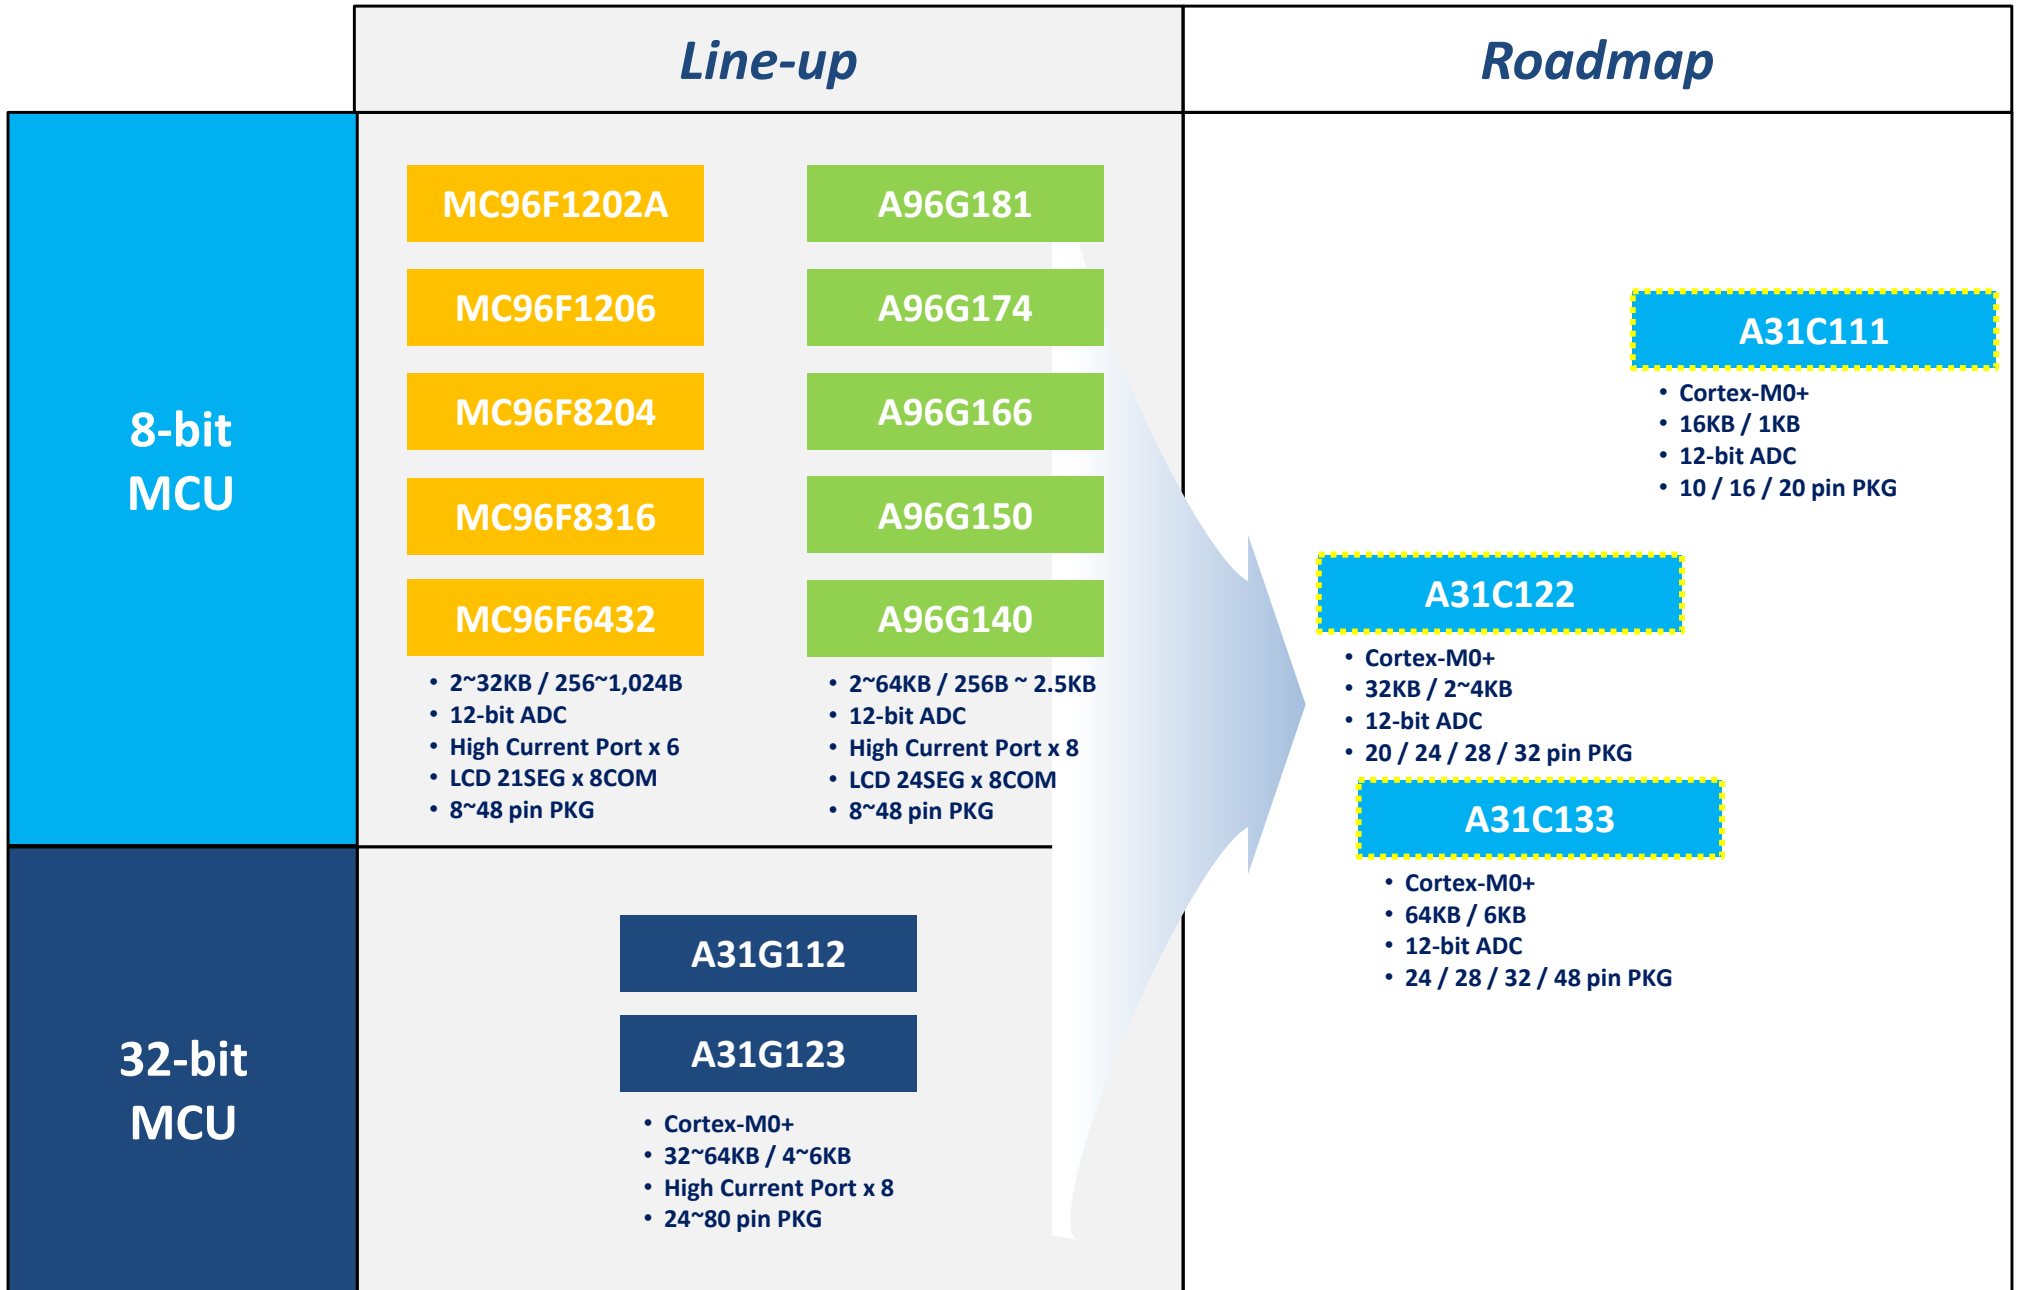 Line-up
Roadmap
8-bit
MCU
MC96F1202A
MC96F1206
MC96F8204
MC96F8316
MC96F6432
• 2~32KB / 256~1,024B
• 12-bit ADC
• High Current Port x 6
• LCD 21SEG x 8COM
• 8~48 pin PKG
A96G181
A96G174
A96G166
A96G150
A96G140
• 2~64KB / 256B ~ 2.5KB
• 12-bit ADC
• High Current Port x 8
• LCD 24SEG x 8COM
• 8~48 pin PKG
A31C111
• Cortex-M0+
• 16KB / 1KB
• 12-bit ADC
• 10 / 16 / 20 pin PKG
A31C122
• Cortex-M0+
• 32KB / 2~4KB
• 12-bit ADC
• 20 / 24 / 28 / 32 pin PKG
A31C133
• Cortex-M0+
• 64KB / 6KB
• 12-bit ADC
• 24 / 28 / 32 / 48 pin PKG
32-bit
MCU
A31G112
A31G123
• Cortex-M0+
• 32~64KB / 4~6KB
• High Current Port x 8
• 24~80 pin PKG